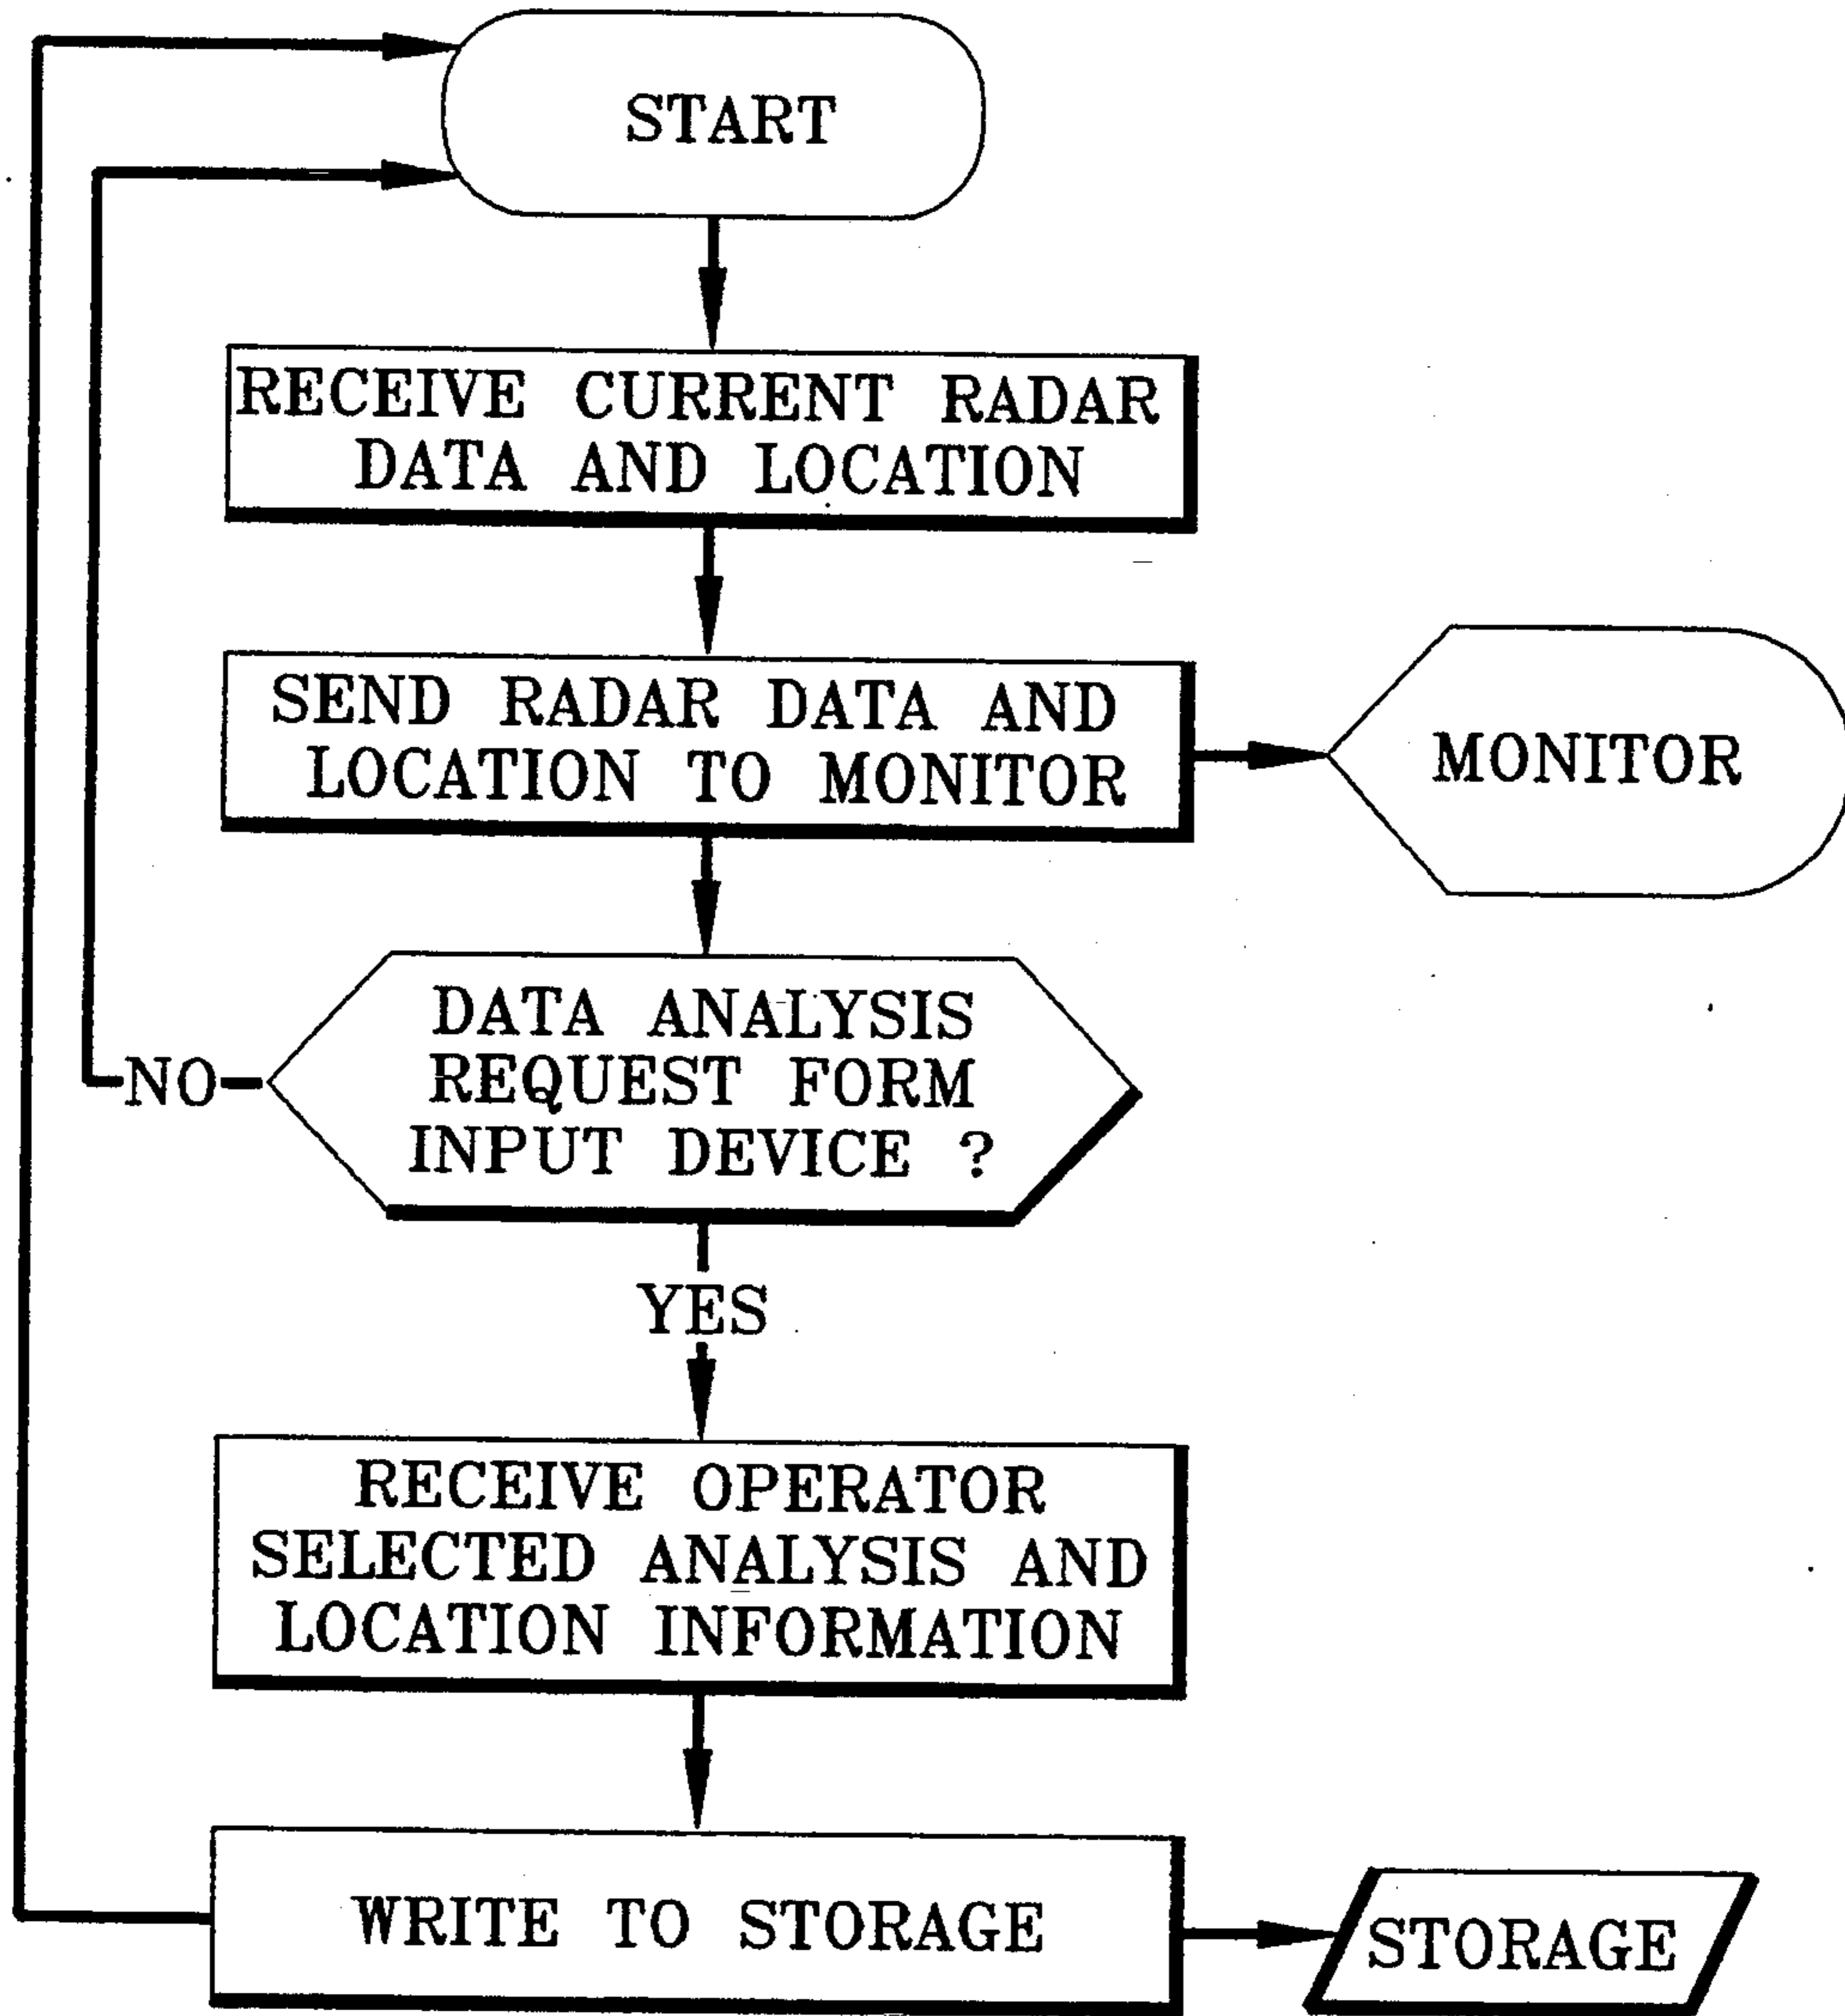 START
RECEIVE CURRENT RADAR
DATA AND LOCATION
SEND RADAR DATA AND
LOCATION TO MONITOR
MONITOR
DATA ANALYSIS
REQUEST FORM
INPUT DEVICE ?
NO
YES
RECEIVE OPERATOR
SELECTED ANALYSIS AND
LOCATION INFORMATION
WRITE TO STORAGE
STORAGE